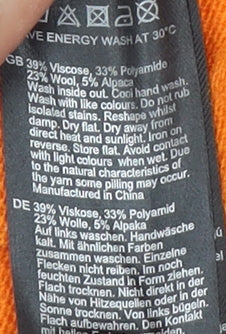 VE ENERGY WASH AT 30°C
GB 39% Viscose, 33% Polyamide
23% Wool, 5% Alpaca
Wash inside out. Cool hand wash.
Wash with like colours. Do not rub
isolated stains. Reshape whilst
damp. Dry flat. Dry away from
direct heat and sunlight. Iron on
reverse. Store flat. Avoid contact
with light colours when wet. Due
to the natural characteristics of
the yarn some pilling may occur.
Manufactured in China
DE 39% Viskose, 33% Polyamid
23% Wolle, 5% Alpaka
Auf links waschen. Handwäsche
kalt. Mit ähnlichen Farben
zusammen waschen. Einzelne
Flecken nicht reiben. Im noch
feuchten Zustand in Form ziehen.
Flach trocknen. Nicht direkt in der
Nähe von Hitzequellen oder in der
Sonne trocknen. Von links bügeln.
Flach aufbewahren. Den Kontakt